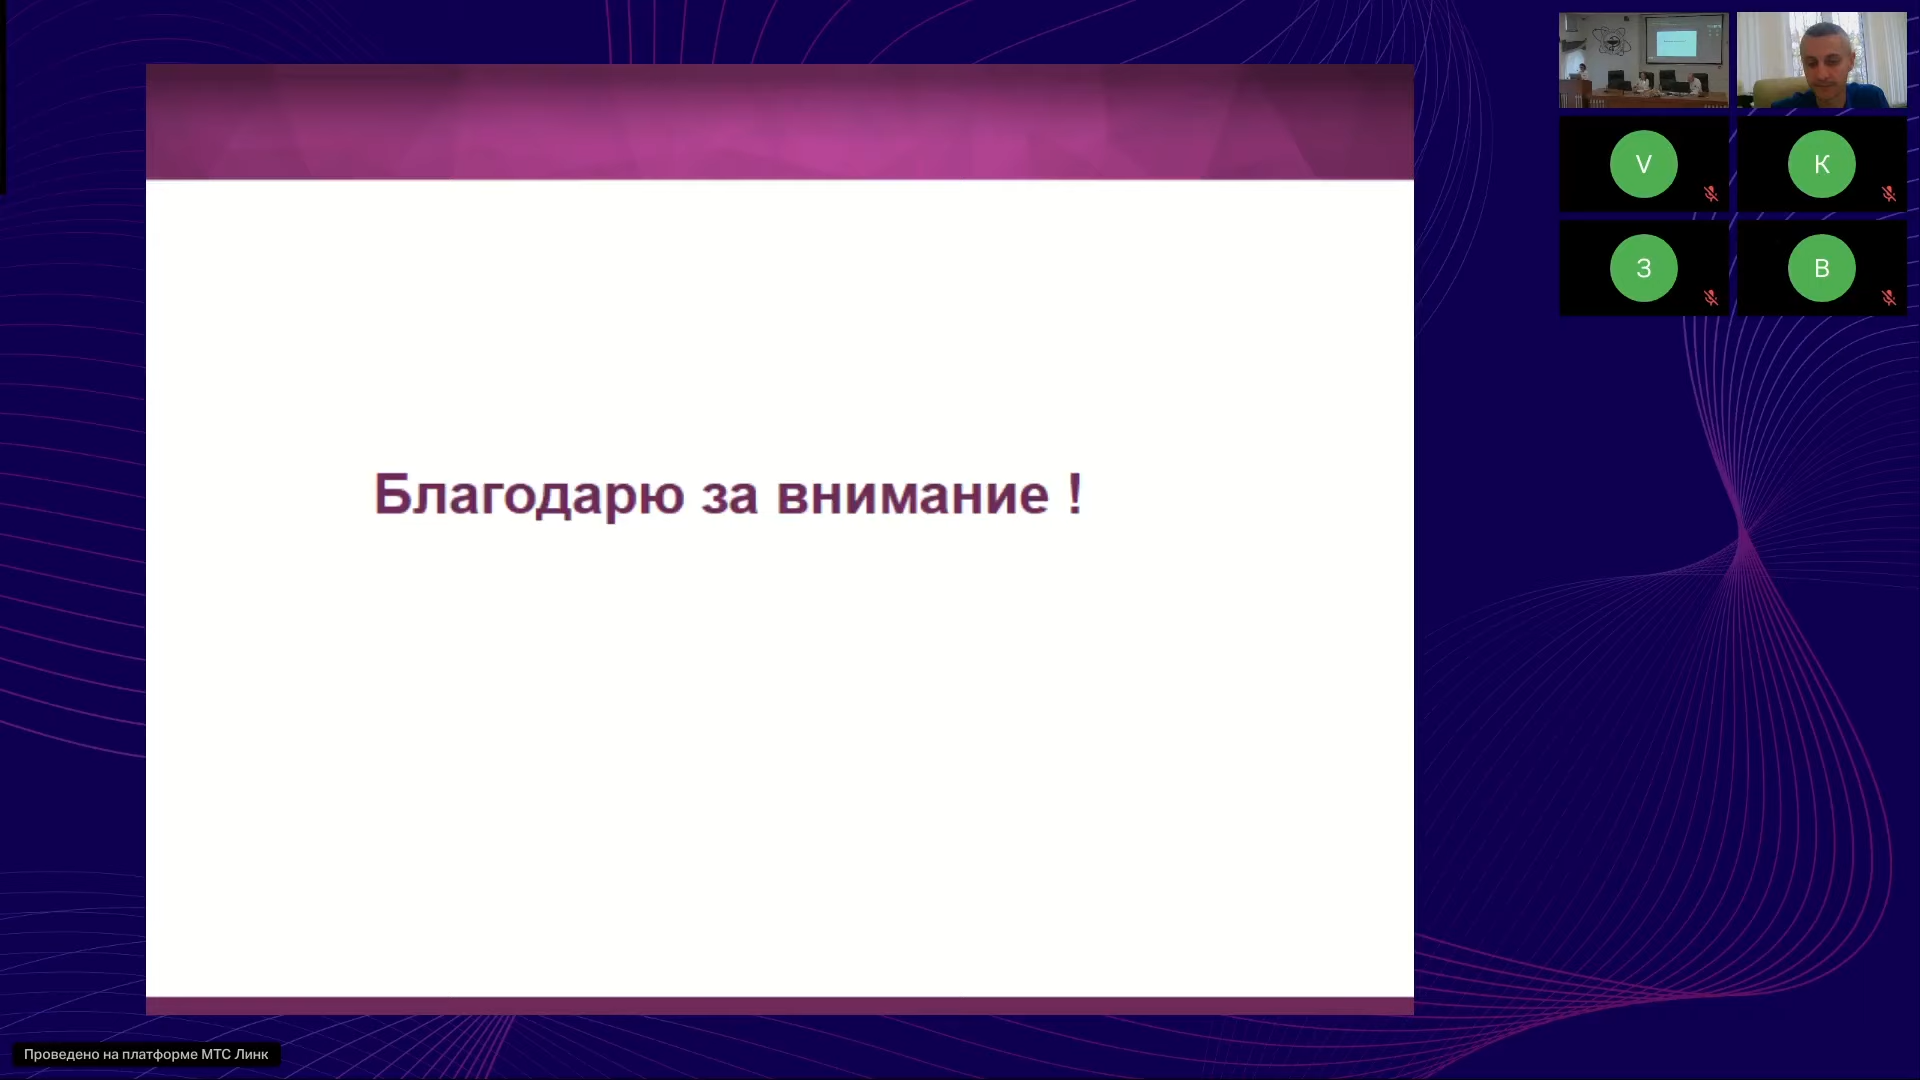 Благодарю за внимание !
V
К
З
В
Проведено на платформе МТС Линк